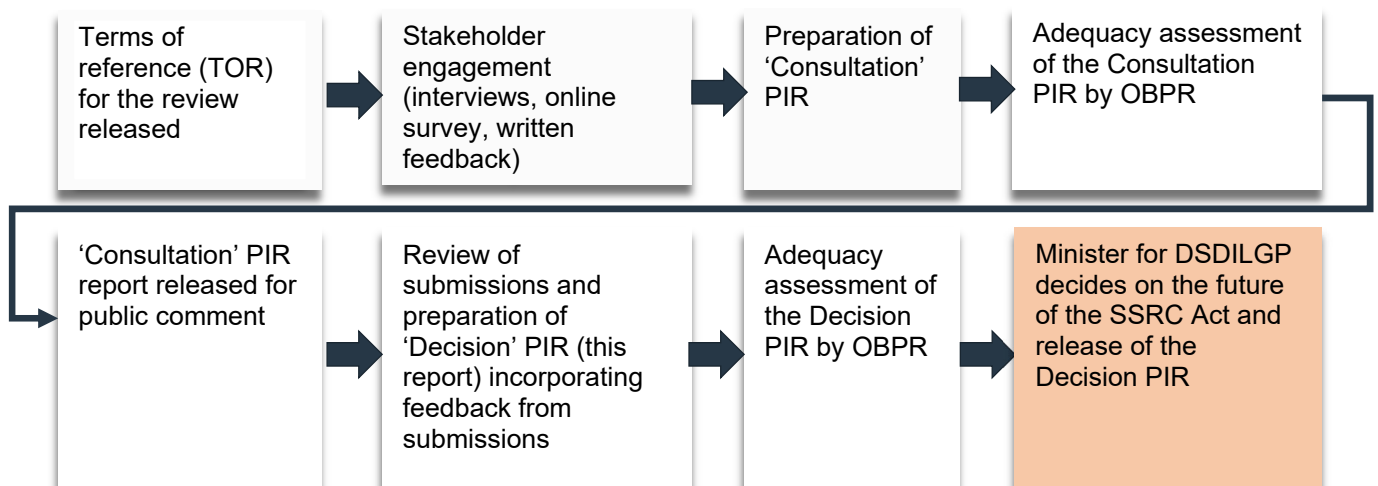 Terms of
reference (TOR)
for the review
released
Stakeholder
engagement
(interviews, online
survey, written
feedback)
Preparation of
‘Consultation’
PIR
Adequacy assessment
of the Consultation
PIR by OBPR
‘Consultation’ PIR
report released for
public comment
Review of
submissions and
preparation of
‘Decision’ PIR (this
report) incorporating
feedback from
submissions
Adequacy
assessment of
the Decision
PIR by OBPR
Minister for DSDILGP
decides on the future
of the SSRC Act and
release of the
Decision PIR